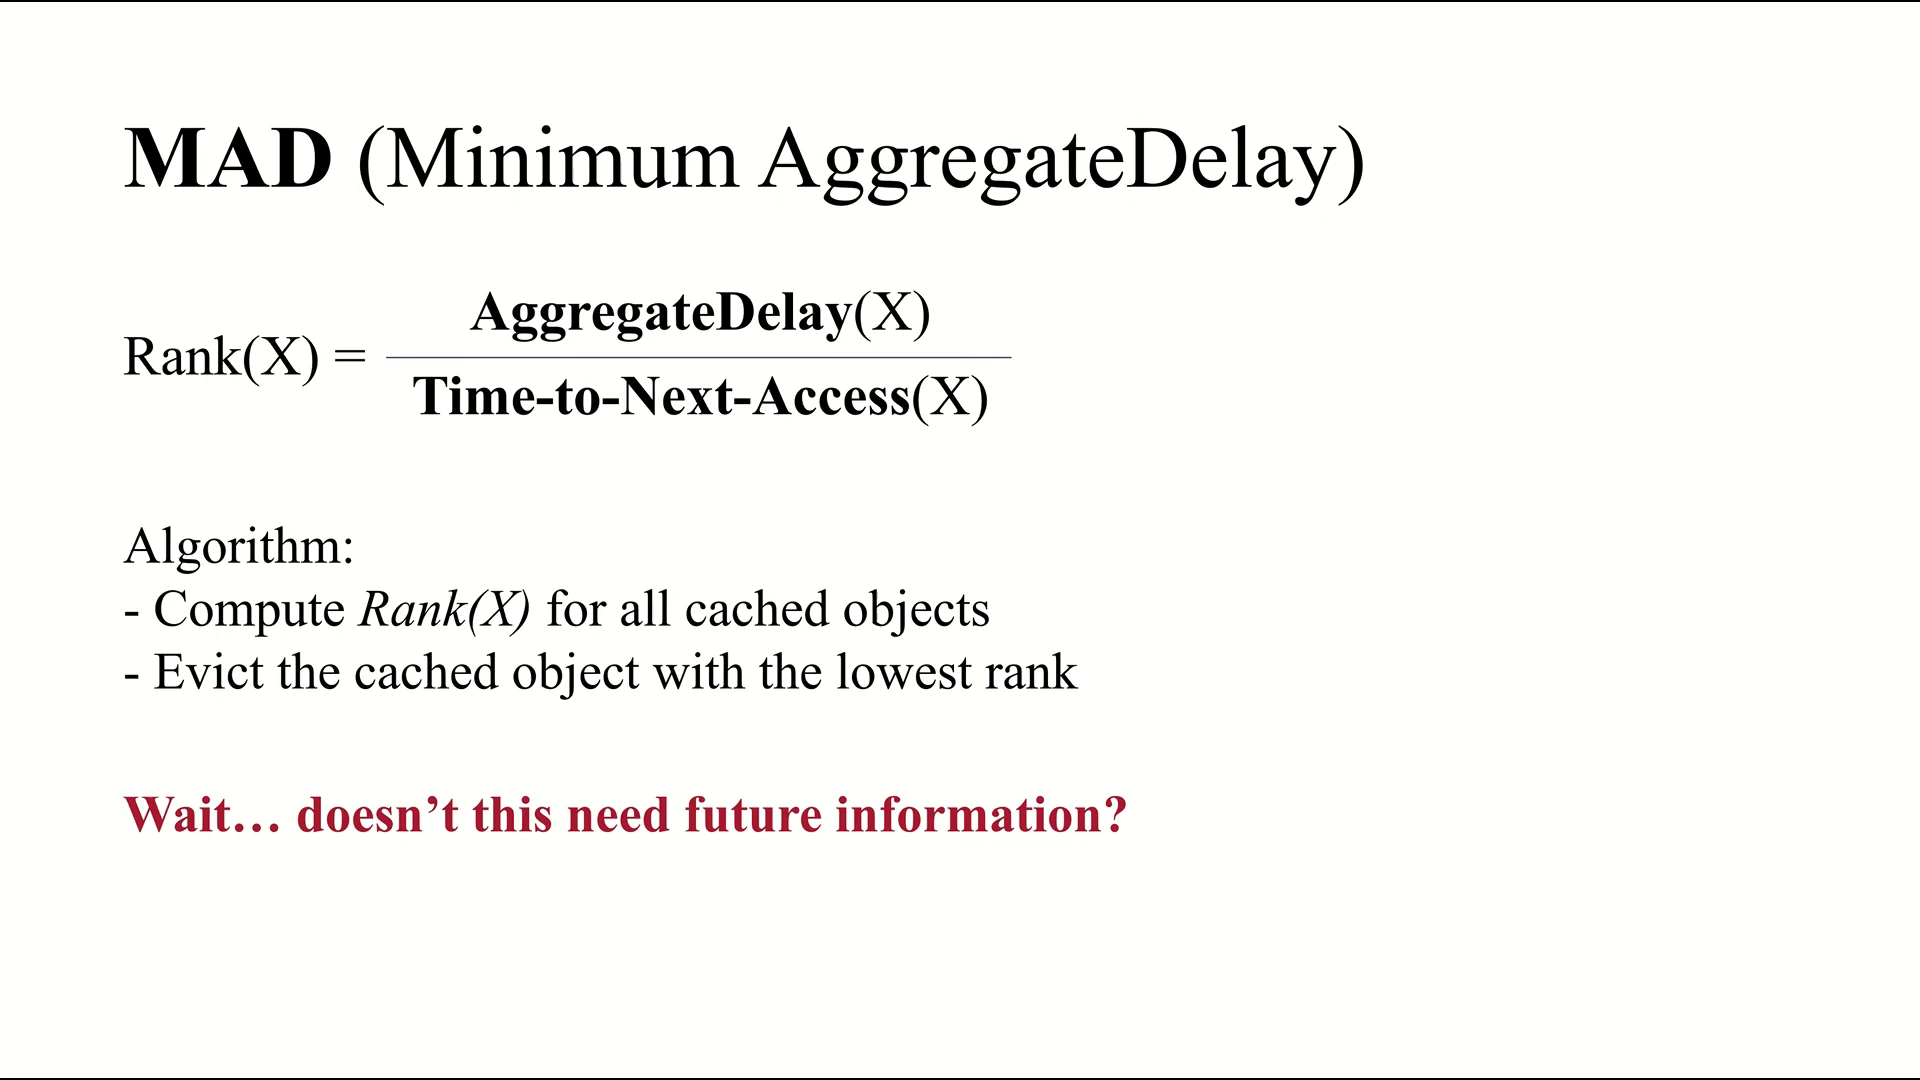 MAD (Minimum AggregateDelay)
Rank(X) =
AggregateDelay(X)
Time-to-Next-Access(X)
Algorithm:
- Compute Rank(X) for all cached objects
- Evict the cached object with the lowest rank
Wait… doesn’t this need future information?